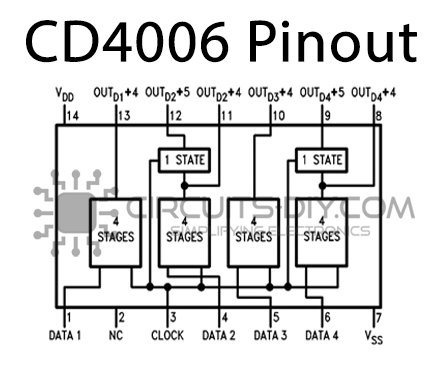 CD4006 Pinout
VDD OUTD1+4 OUTD2+5 OUTD2+4 OUTD3+4 OUTD4+5 OUTD4+4
14 13 12 11 10 9 8
1 STATE 1 STATE
CIRCUITS-DIY.COM
SIMPLIFYING ELECTRONICS
4 4 4 4
STAGES STAGES STAGES STAGES
1 2 3 4 5 6 7
DATA 1 NC CLOCK DATA 2 DATA 3 DATA 4 VSS